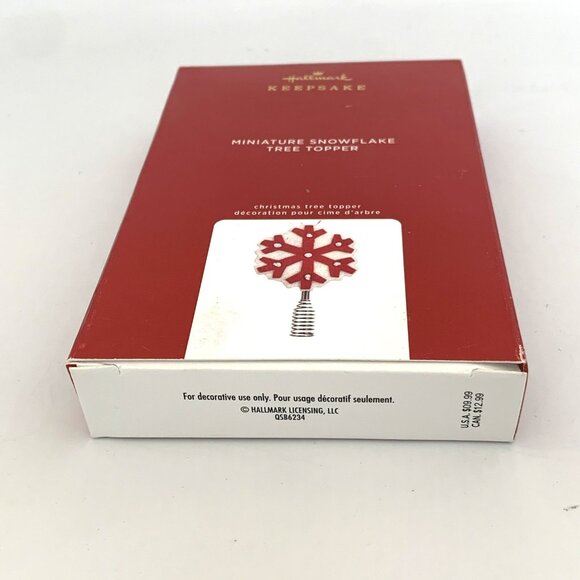 Hallmark
KEEPSAKE
MINIATURE SNOWFLAKE
TREE TOPPER
christmas tree topper
décoration pour cime d'arbre
For decorative use only. Pour usage décoratif seulement.
© HALLMARK LICENSING, LLC
QSB6234
U.S.A. $09.99
CAN. $12.99